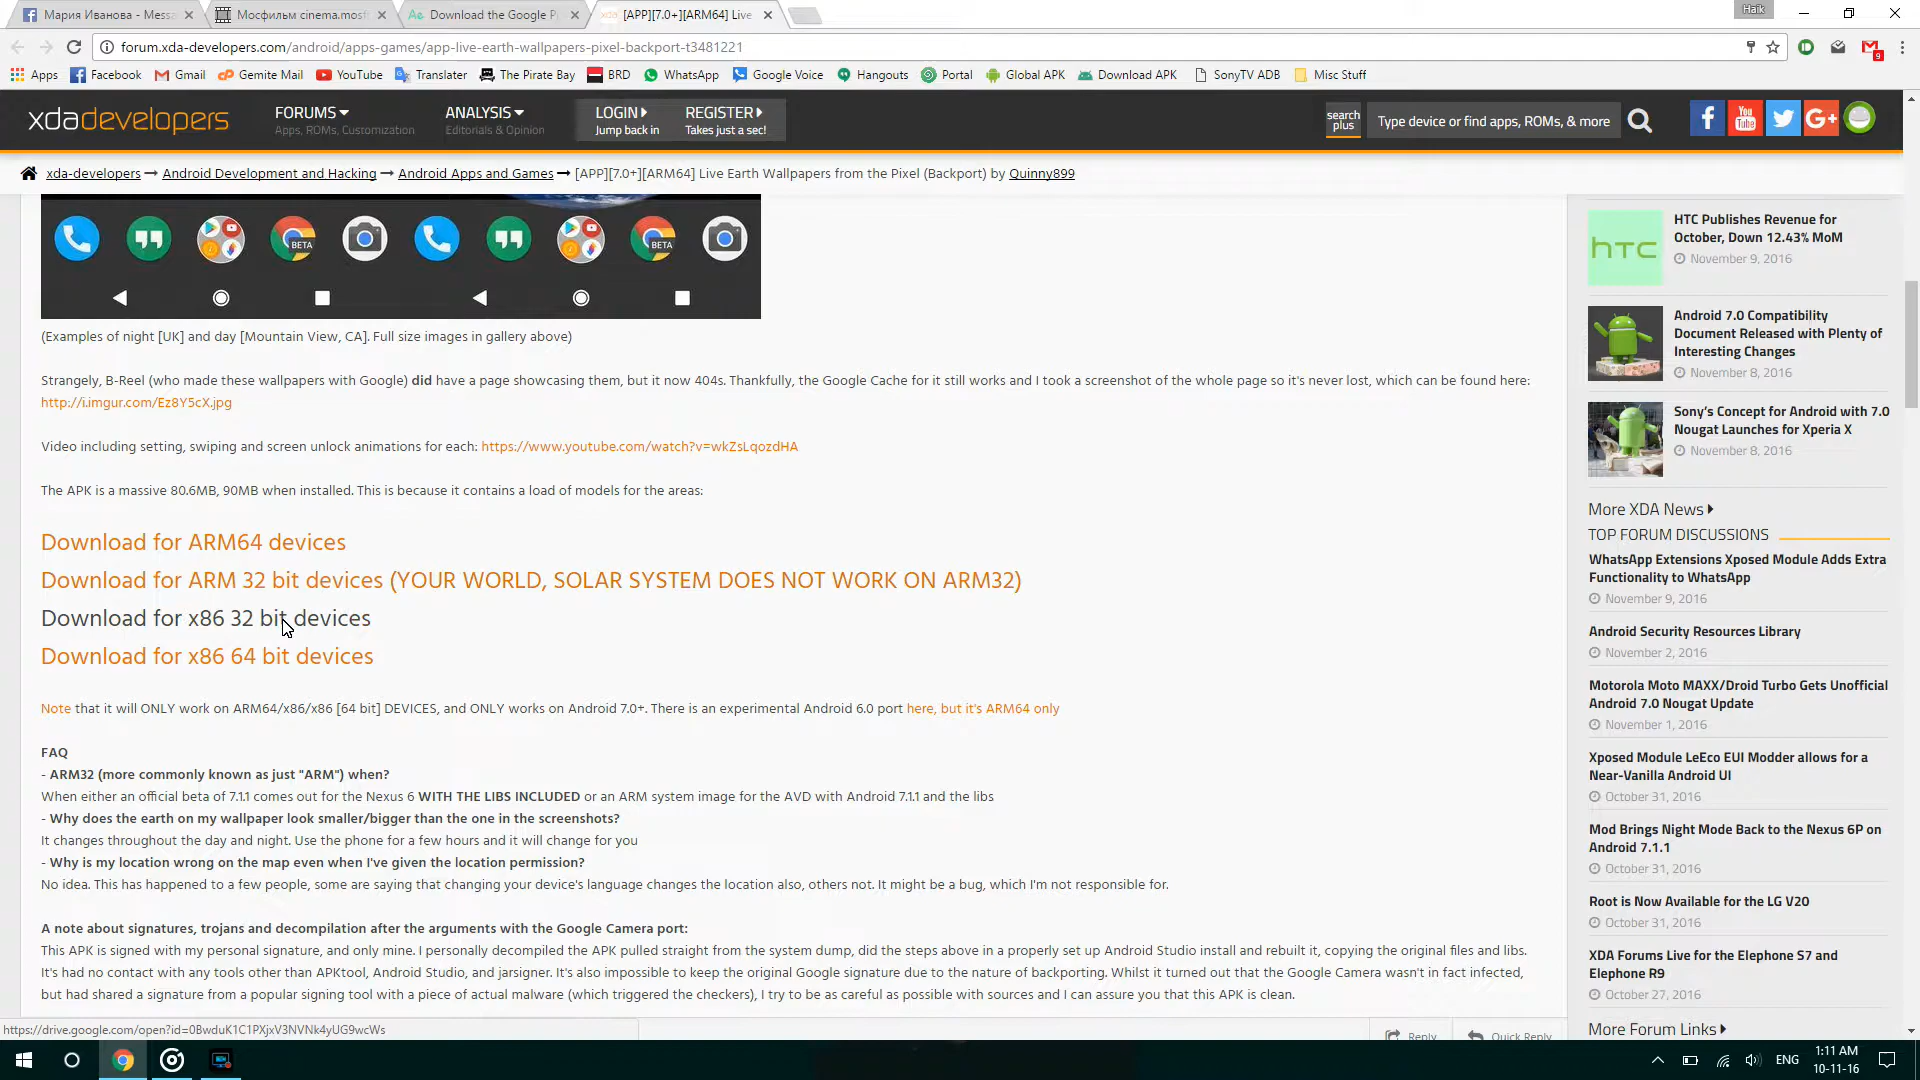 Мария Иванова - Messa
Мосфильм cinema.mosf
Download the Google P
[APP][7.0+][ARM64] Live
Haik
forum.xda-developers.com/android/apps-games/app-live-earth-wallpapers-pixel-backport-t3481221
9
Apps Facebook Gmail Gemite Mail YouTube Translater The Pirate Bay BRD WhatsApp Google Voice Hangouts Portal Global APK Download APK SonyTV ADB Misc Stuff
xdadevelopers
FORUMS
Apps, ROMs, Customization
ANALYSIS
Editorials & Opinion
LOGIN
Jump back in
REGISTER
Takes just a sec!
search plus
Type device or find apps, ROMs, & more
You Tube
G+
xda-developers → Android Development and Hacking → Android Apps and Games → [APP][7.0+][ARM64] Live Earth Wallpapers from the Pixel (Backport) by Quinny899
BETA
BETA
(Examples of night [UK] and day [Mountain View, CA]. Full size images in gallery above)
Strangely, B-Reel (who made these wallpapers with Google) did have a page showcasing them, but it now 404s. Thankfully, the Google Cache for it still works and I took a screenshot of the whole page so it's never lost, which can be found here:
http://i.imgur.com/Ez8Y5cX.jpg
Video including setting, swiping and screen unlock animations for each: https://www.youtube.com/watch?v=wkZsLqozdHA
The APK is a massive 80.6MB, 90MB when installed. This is because it contains a load of models for the areas:
Download for ARM64 devices
Download for ARM 32 bit devices (YOUR WORLD, SOLAR SYSTEM DOES NOT WORK ON ARM32)
Download for x86 32 bit devices
Download for x86 64 bit devices
Note that it will ONLY work on ARM64/x86/x86 [64 bit] DEVICES, and ONLY works on Android 7.0+. There is an experimental Android 6.0 port here, but it's ARM64 only
FAQ
- ARM32 (more commonly known as just "ARM") when?
When either an official beta of 7.1.1 comes out for the Nexus 6 WITH THE LIBS INCLUDED or an ARM system image for the AVD with Android 7.1.1 and the libs
- Why does the earth on my wallpaper look smaller/bigger than the one in the screenshots?
It changes throughout the day and night. Use the phone for a few hours and it will change for you
- Why is my location wrong on the map even when I've given the location permission?
No idea. This has happened to a few people, some are saying that changing your device's language changes the location also, others not. It might be a bug, which I'm not responsible for.
A note about signatures, trojans and decompilation after the arguments with the Google Camera port:
This APK is signed with my personal signature, and only mine. I personally decompiled the APK pulled straight from the system dump, did the steps above in a properly set up Android Studio install and rebuilt it, copying the original files and libs.
It's had no contact with any tools other than APKtool, Android Studio, and jarsigner. It's also impossible to keep the original Google signature due to the nature of backporting. Whilst it turned out that the Google Camera wasn't in fact infected,
but had shared a signature from a popular signing tool with a piece of actual malware (which triggered the checkers), I try to be as careful as possible with sources and I can assure you that this APK is clean.
Reply
Quick Reply
htc
HTC Publishes Revenue for
October, Down 12.43% MoM
November 9, 2016
Android 7.0 Compatibility
Document Released with Plenty of
Interesting Changes
November 8, 2016
Sony's Concept for Android with 7.0
Nougat Launches for Xperia X
November 8, 2016
More XDA News
TOP FORUM DISCUSSIONS
WhatsApp Extensions Xposed Module Adds Extra
Functionality to WhatsApp
November 9, 2016
Android Security Resources Library
November 2, 2016
Motorola Moto MAXX/Droid Turbo Gets Unofficial
Android 7.0 Nougat Update
November 1, 2016
Xposed Module LeEco EUI Modder allows for a
Near-Vanilla Android UI
October 31, 2016
Mod Brings Night Mode Back to the Nexus 6P on
Android 7.1.1
October 31, 2016
Root is Now Available for the LG V20
October 31, 2016
XDA Forums Live for the Elephone S7 and
Elephone R9
October 27, 2016
More Forum Links
https://drive.google.com/open?id=0BwduK1C1PXjxV3NVNk4yUG9wcWs
ENG
1:11 AM
10-11-16